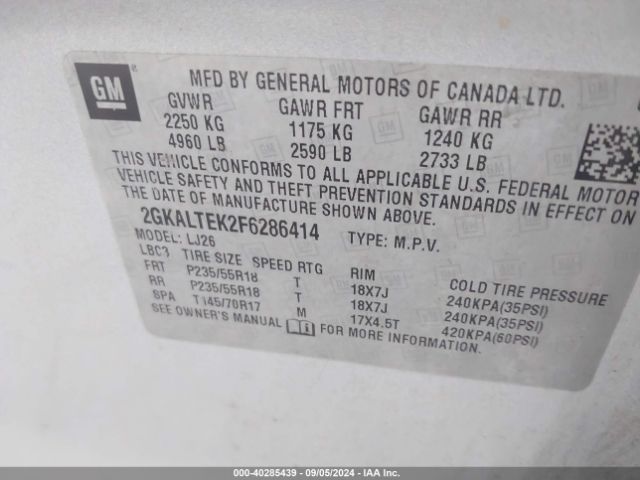 GM
MFD BY GENERAL MOTORS OF CANADA LTD.
GVWR GAWR FRT GAWR RR
2250 KG 1175 KG 1240 KG
4960 LB 2590 LB 2733 LB
THIS VEHICLE CONFORMS TO ALL APPLICABLE U.S. FEDERAL MOTOR
VEHICLE SAFETY AND THEFT PREVENTION STANDARDS IN EFFECT ON
THE DATE OF MANUFACTURE SHOWN ABOVE.
2GKALTEK2F6286414 TYPE: M.P.V.
MODEL: LJ26
LBC3 TIRE SIZE SPEED RTG RIM COLD TIRE PRESSURE
FRT P235/55R18 T 18X7J 240KPA(35PSI)
RR P235/55R18 T 18X7J 240KPA(35PSI)
SPA T145/70R17 M 17X4.5T 420KPA(60PSI)
SEE OWNER'S MANUAL FOR MORE INFORMATION.
000-40285439 - 09/05/2024 - IAA Inc.